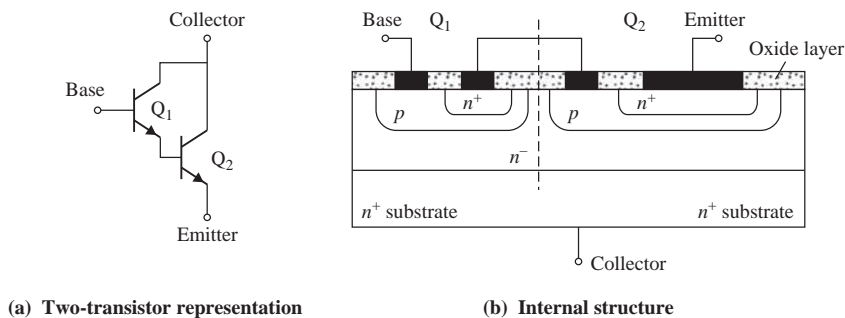 Collector
Base
Q1
Q2
Emitter
Base
Q1
Q2
Emitter
Oxide layer
n+
n+
p
p
n−
n+ substrate
n+ substrate
Collector
(a) Two-transistor representation
(b) Internal structure